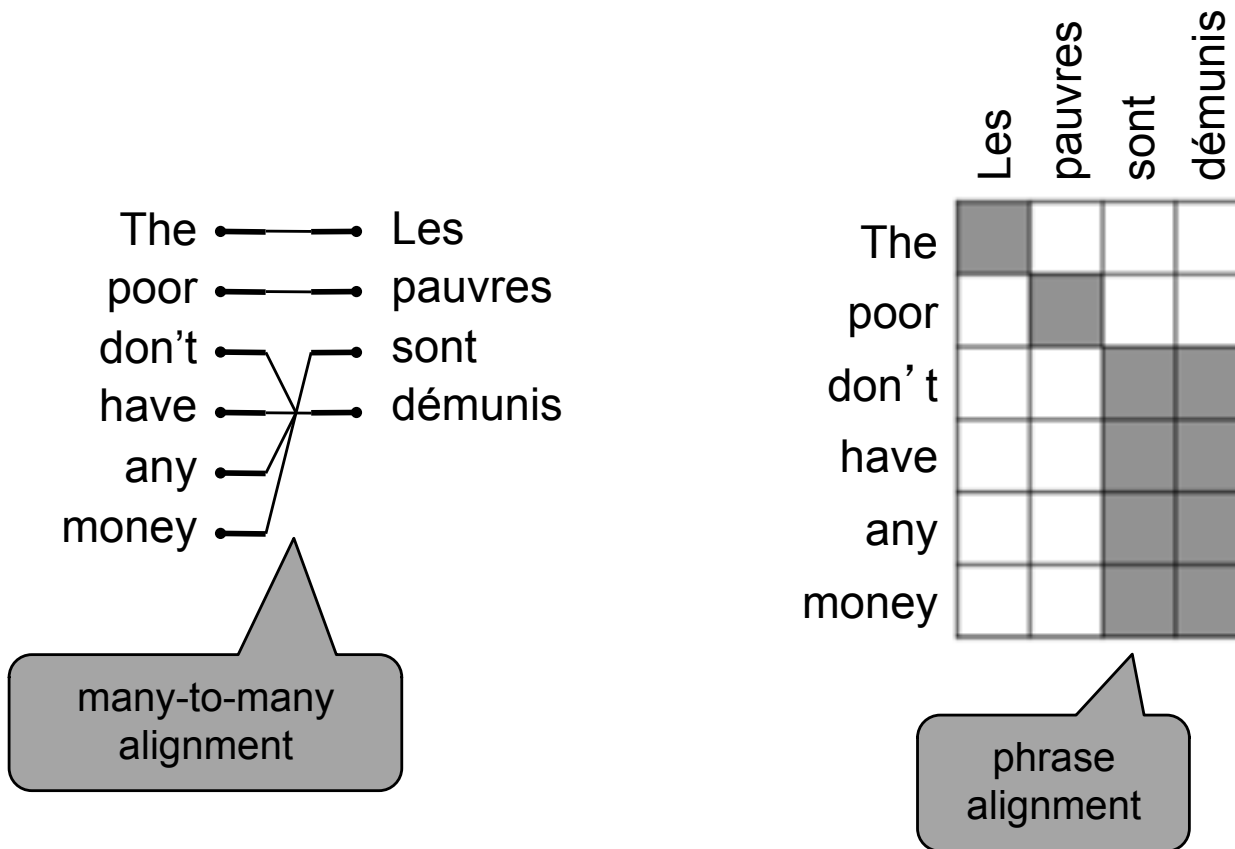 The Les
poor pauvres
don't sont
have démunis
any
money
many-to-many
alignment
Les pauvres sont démunis
The
poor
don’t
have
any
money
phrase
alignment